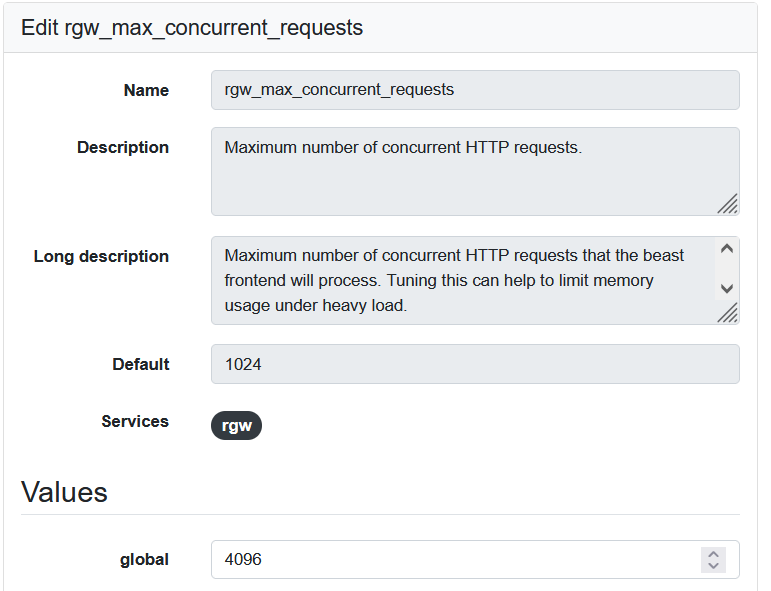 Edit rgw_max_concurrent_requests
Name
rgw_max_concurrent_requests
Description
Maximum number of concurrent HTTP requests.
Long description
Maximum number of concurrent HTTP requests that the beast
frontend will process. Tuning this can help to limit memory
usage under heavy load.
Default
1024
Services
rgw
Values
global
4096